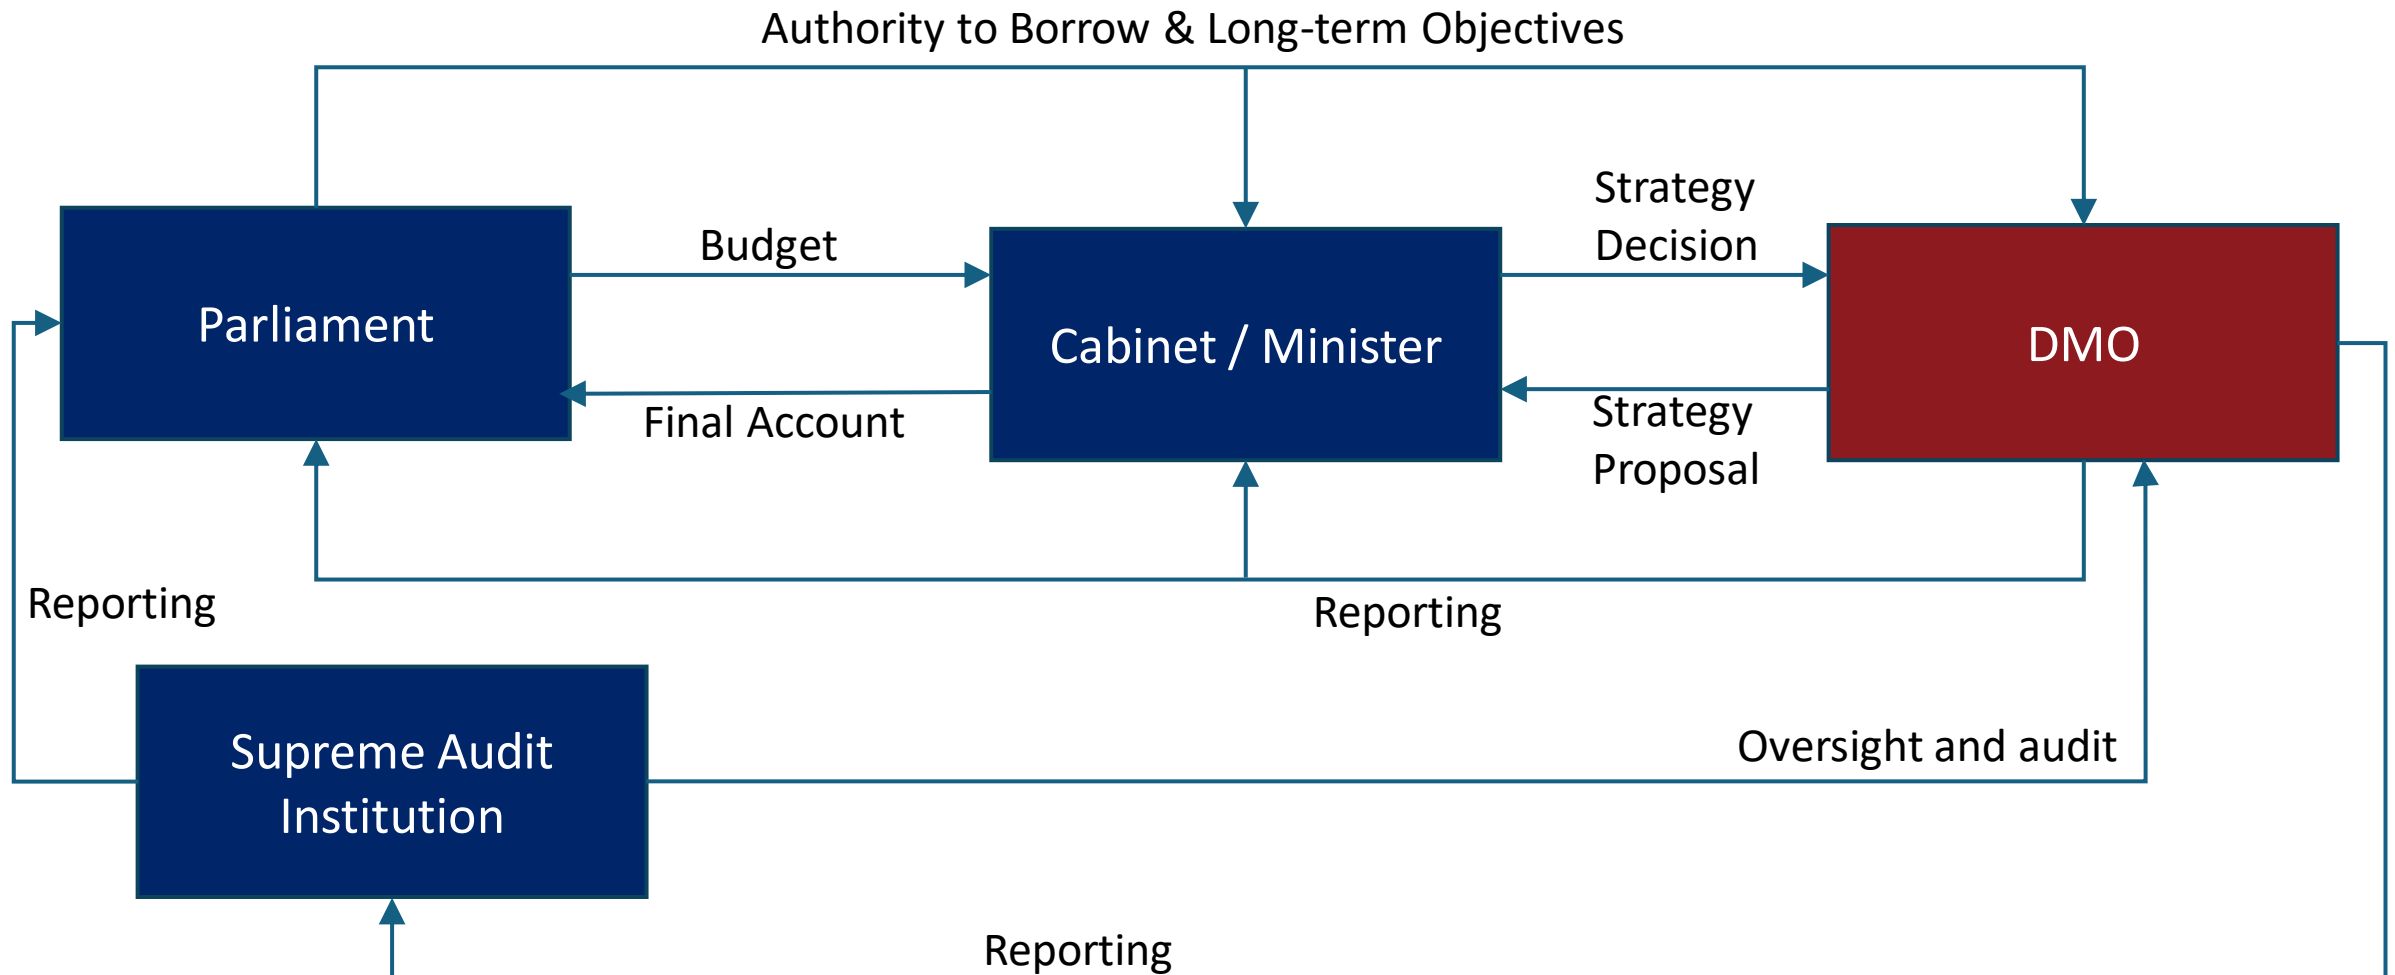 Authority to Borrow & Long-term Objectives
Parliament
Budget
Final Account
Cabinet / Minister
Strategy
Decision
Strategy
Proposal
DMO
Reporting
Reporting
Supreme Audit
Institution
Oversight and audit
Reporting